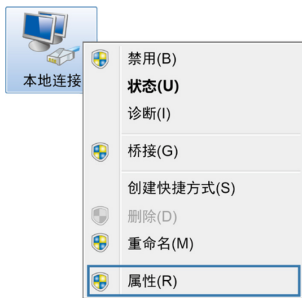 本地连接
禁用(B)
状态(U)
诊断(I)
桥接(G)
创建快捷方式(S)
删除(D)
重命名(M)
属性(R)